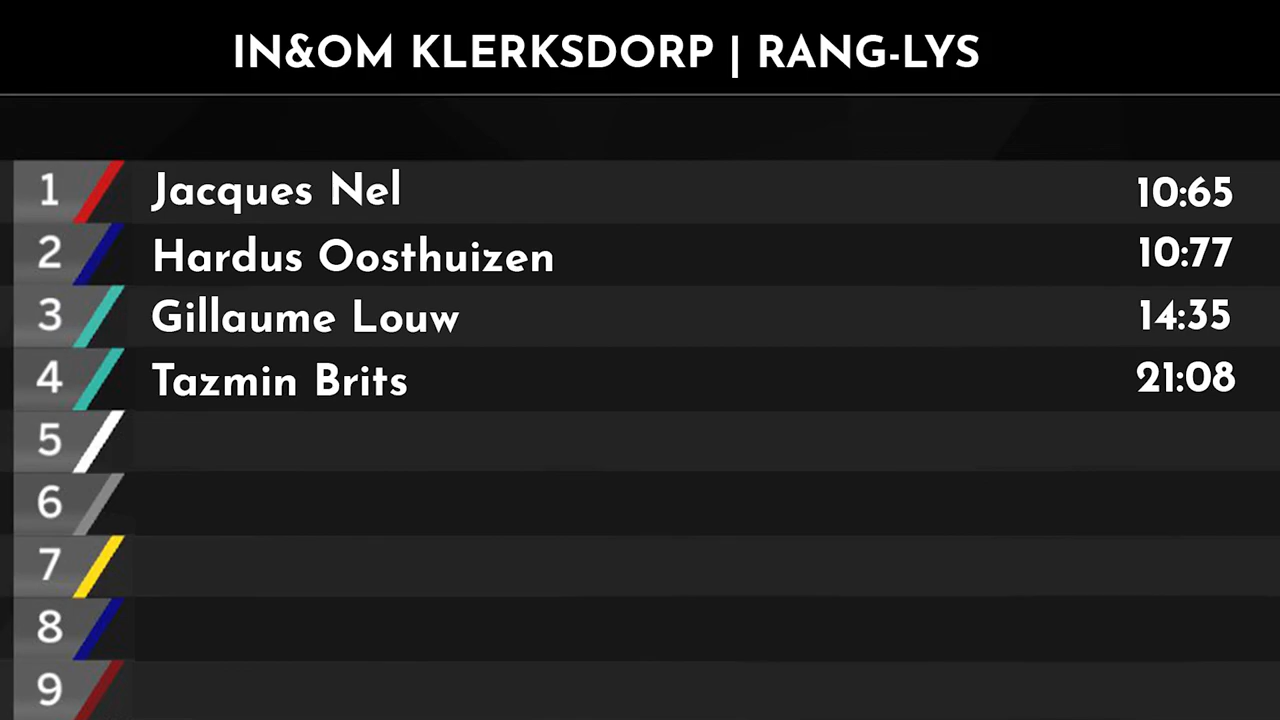 IN&OM KLERKSDORP | RANG-LYS
1 Jacques Nel 10:65
2 Hardus Oosthuizen 10:77
3 Gillaume Louw 14:35
4 Tazmin Brits 21:08
5
6
7
8
9